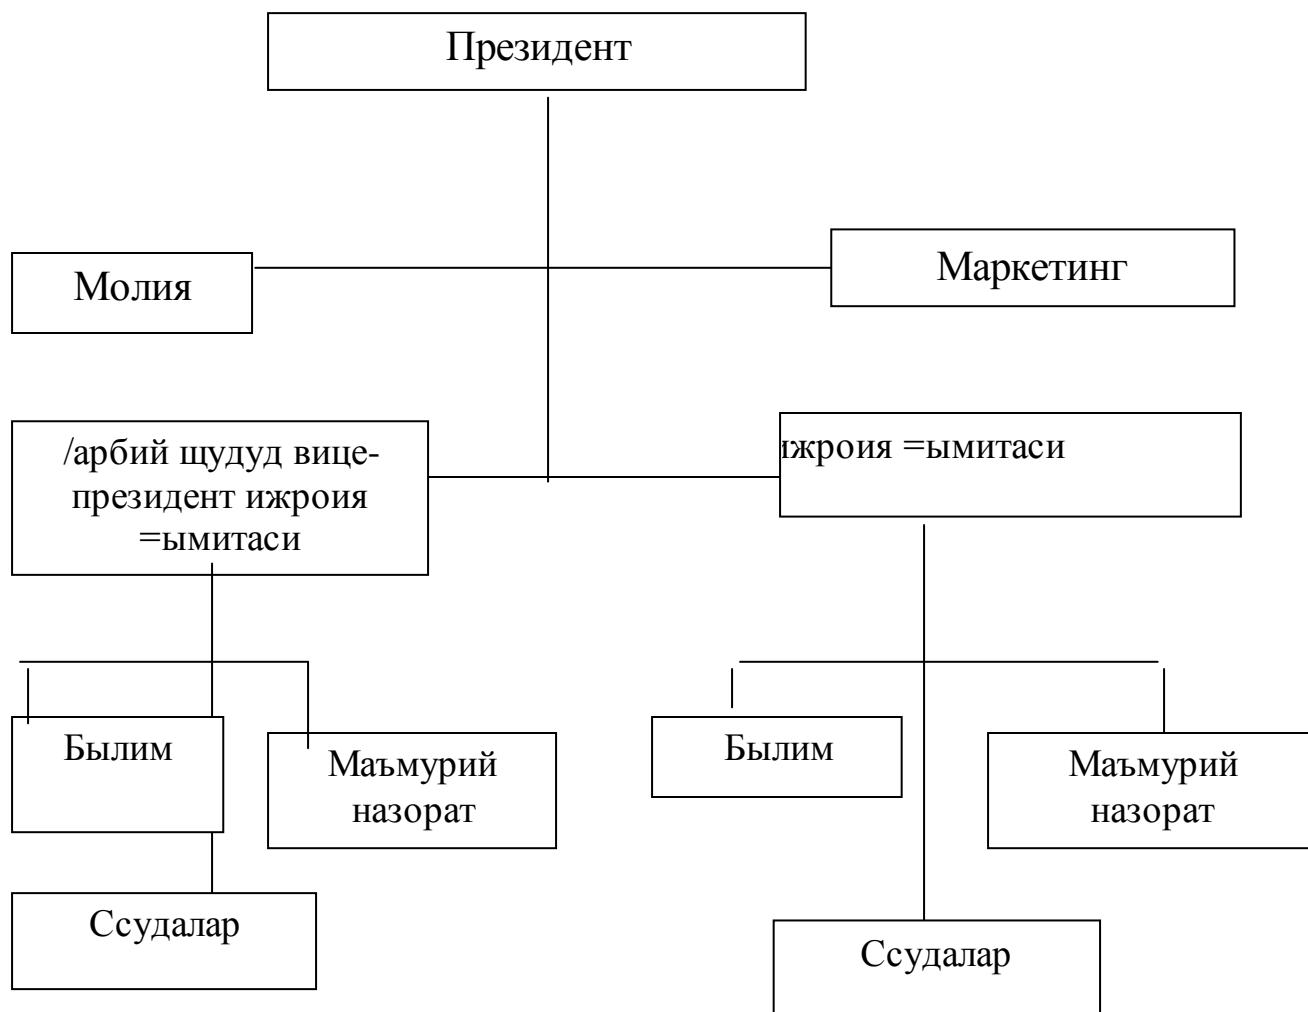 Президент
Молия
Маркетинг
/арбий щудуд вице-
президент ижроия
=ымитаси
ижроия =ымитаси
Былим
Маъмурий
назорат
Былим
Маъмурий
назорат
Ссудалар
Ссудалар